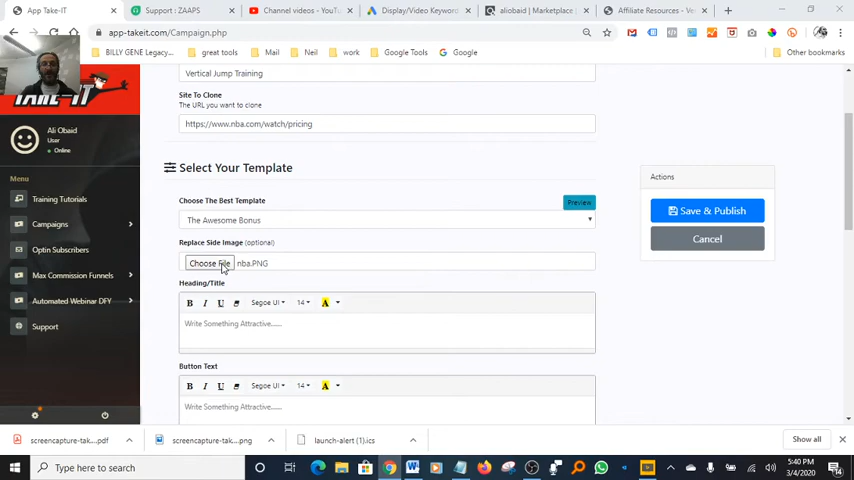 App Take-IT
Support : ZAAPS
Channel videos - YouTu
Display/Video Keyword
aliobaid | Marketplace
Affiliate Resources - Ver
app-takeit.com/Campaign.php
BILLY GENE Legacy...
great tools
Mail
Neil
work
Google Tools
Google
Other bookmarks
TAKE-IT
Vertical Jump Training
Site To Clone
The URL you want to clone
https://www.nba.com/watch/pricing
Ali Obaid
User
Online
Menu
Training Tutorials
Campaigns
Optin Subscribers
Max Commission Funnels
Automated Webinar DFY
Support
Select Your Template
Choose The Best Template
Preview
The Awesome Bonus
Replace Side Image (optional)
Choose File nba.PNG
Heading/Title
B I U Segoe UI 14 A
Write Something Attractive......
Button Text
B I U Segoe UI 14 A
Write Something Attractive......
Actions
Save & Publish
Cancel
screencapture-tak....pdf
screencapture-tak....png
launch-alert (1).ics
Show all
Type here to search
5:40 PM
3/4/2020